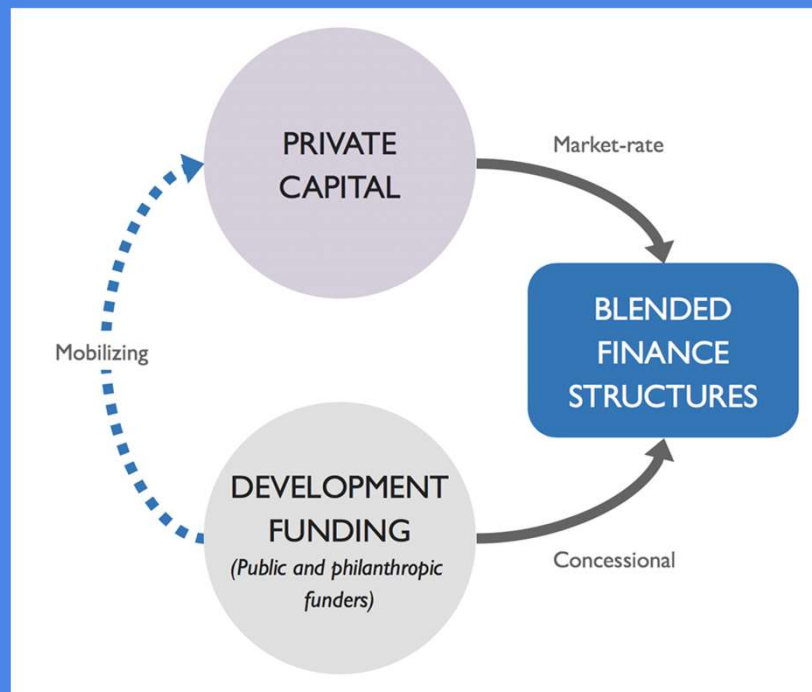 PRIVATE
CAPITAL
Market-rate
BLENDED
FINANCE
STRUCTURES
Mobilizing
DEVELOPMENT
FUNDING
(Public and philanthropic
funders)
Concessional